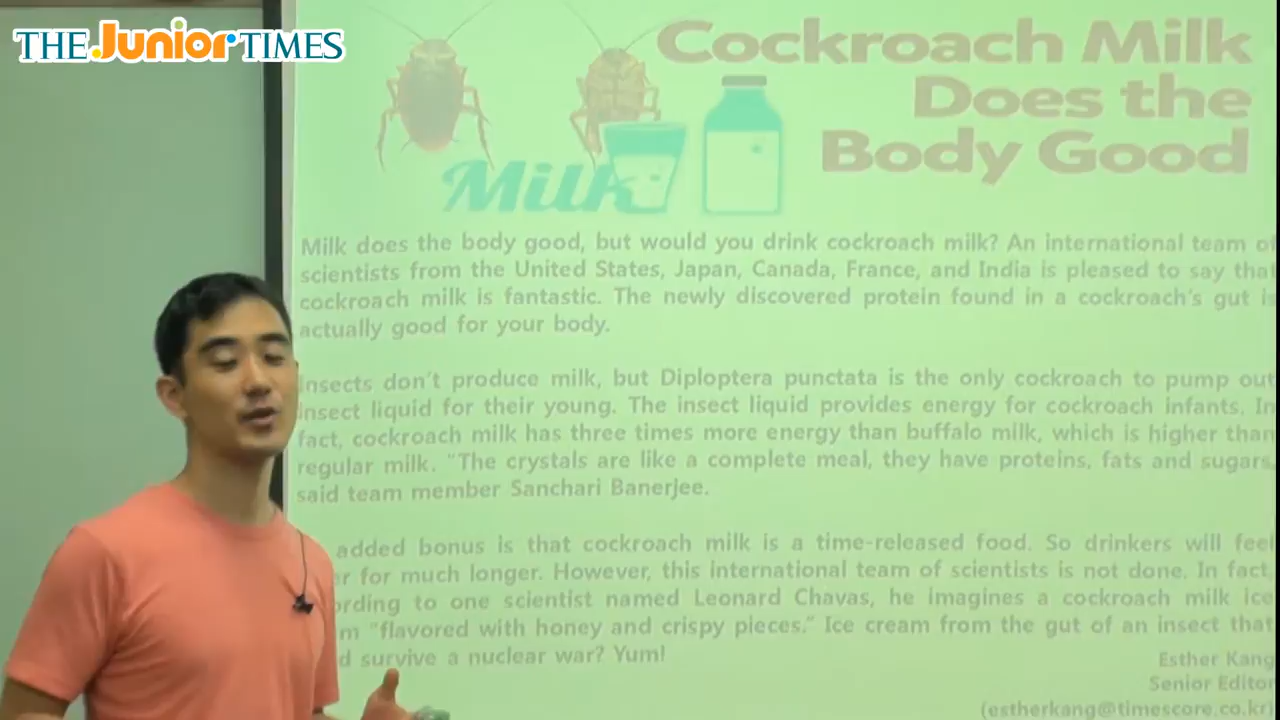 THE Junior TIMES
Cockroach Milk
Does the
Body Good
Milk
Milk does the body good, but would you drink cockroach milk? An international team of
scientists from the United States, Japan, Canada, France, and India is pleased to say that
cockroach milk is fantastic. The newly discovered protein found in a cockroach's gut is
actually good for your body.
Insects don't produce milk, but Diploptera punctata is the only cockroach to pump out
insect liquid for their young. The insect liquid provides energy for cockroach infants. In
fact, cockroach milk has three times more energy than buffalo milk, which is higher than
regular milk. "The crystals are like a complete meal, they have proteins, fats and sugars,
said team member Sanchari Banerjee.
added bonus is that cockroach milk is a time-released food. So drinkers will feel
for much longer. However, this international team of scientists is not done. In fact,
to one scientist named Leonard Chavas, he imagines a cockroach milk ice
"flavored with honey and crispy pieces." Ice cream from the gut of an insect that
survive a nuclear war? Yum!
Esther Kang
Senior Editor
(estherkang@timescore.co.kr)